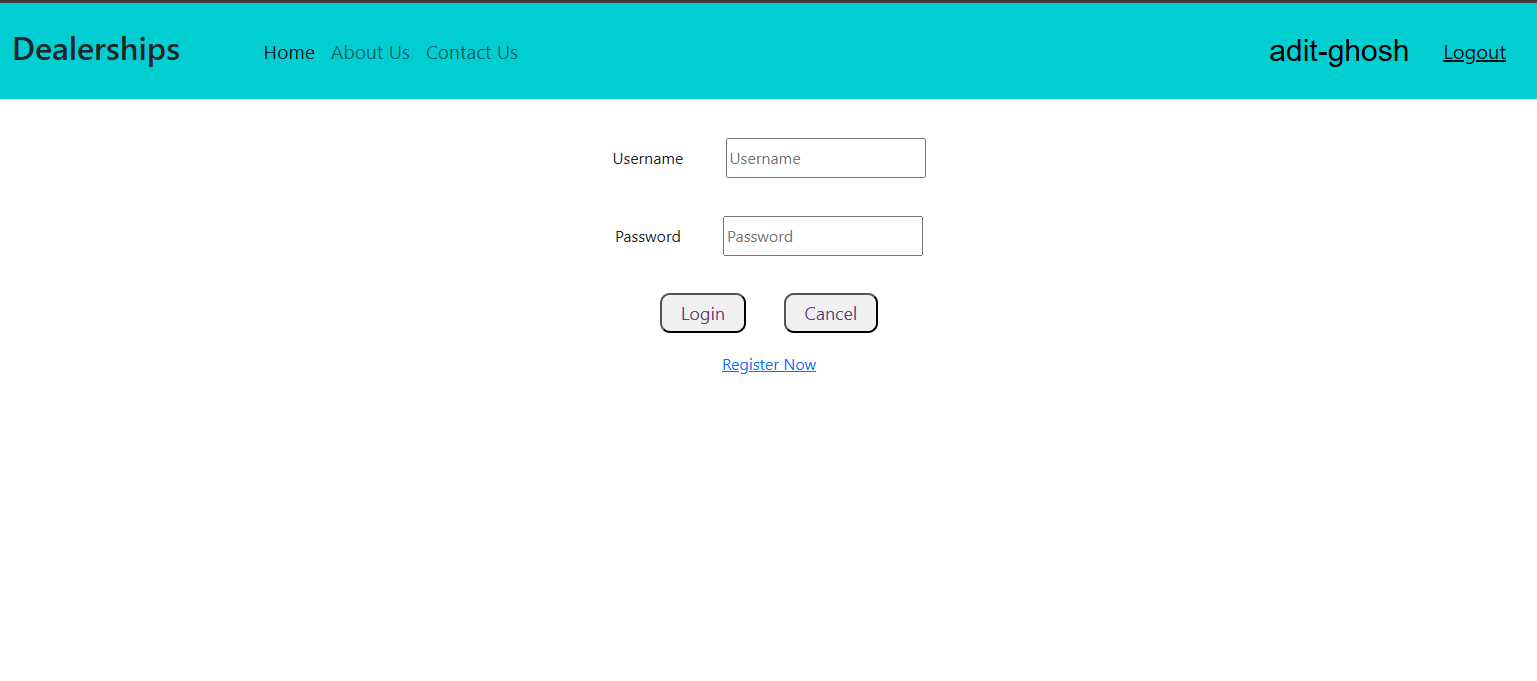 Dealerships Home About Us Contact Us adit-ghosh Logout
Username Username
Password Password
Login Cancel
Register Now